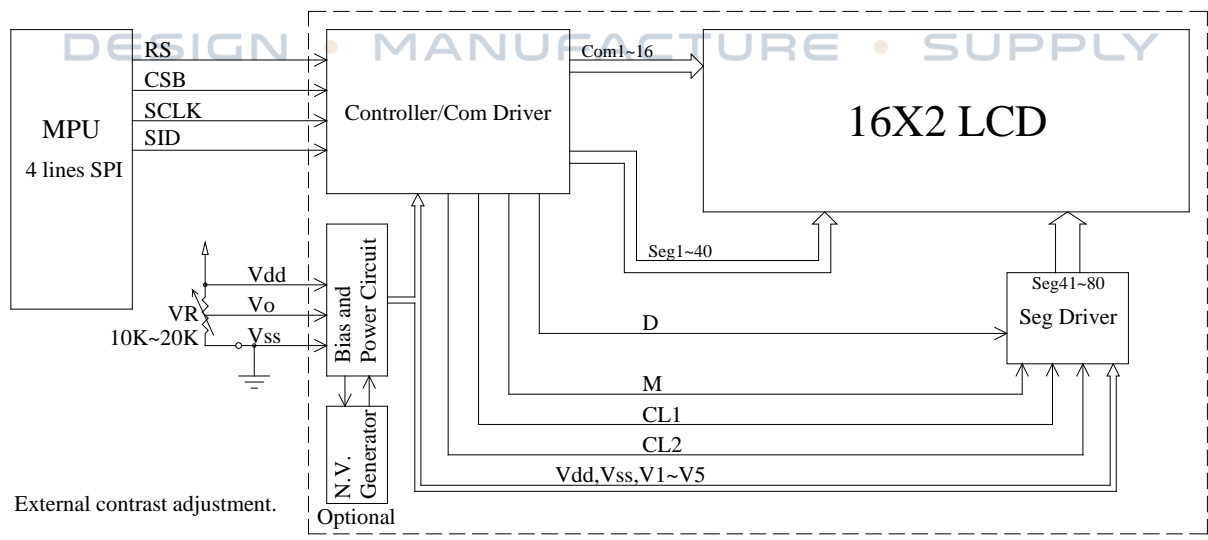 DESIGN • MANUFACTURE • SUPPLY
RS
CSB
SCLK
SID
MPU
4 lines SPI
Controller/Com Driver
Com1~16
16X2 LCD
Seg1~40
Vdd
Vo
VR
10K~20K
Vss
Bias and
Power Circuit
Seg41~80
Seg Driver
D
M
CL1
CL2
Vdd,Vss,V1~V5
N.V.
Generator
Optional
External contrast adjustment.